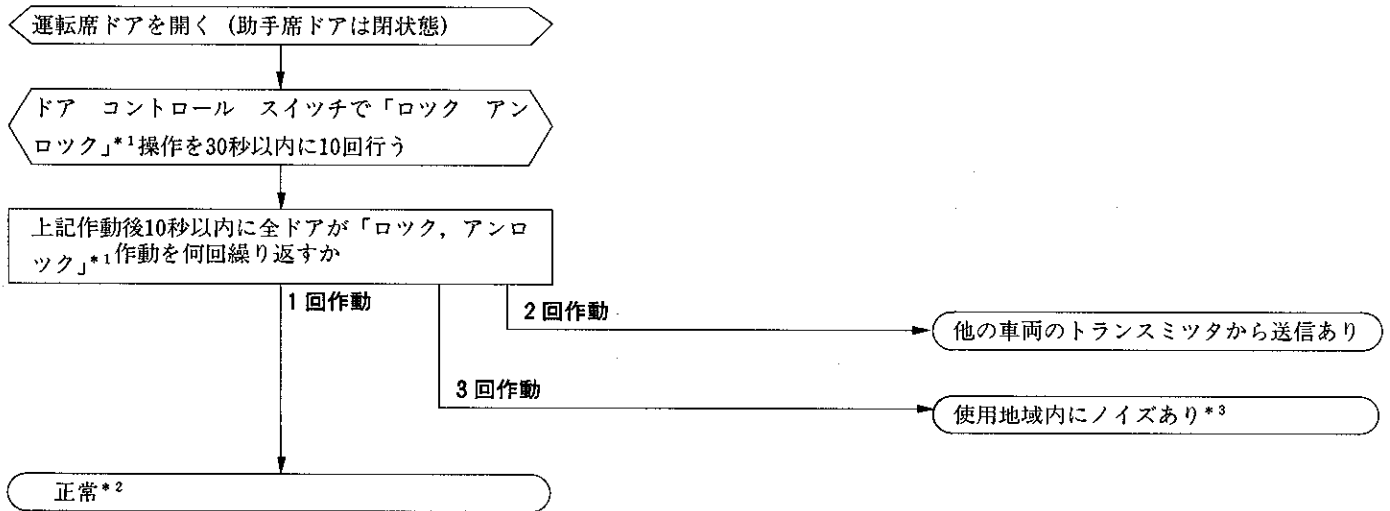 運転席ドアを開く（助手席ドアは閉状態）
ドア　コントロール　スイツチで「ロツク　アン
ロツク」*1操作を30秒以内に10回行う
上記作動後10秒以内に全ドアが「ロツク，アンロ
ツク」*1作動を何回繰り返すか
1回作動
2回作動
他の車両のトランスミツタから送信あり
3回作動
使用地域内にノイズあり*3
正常*2